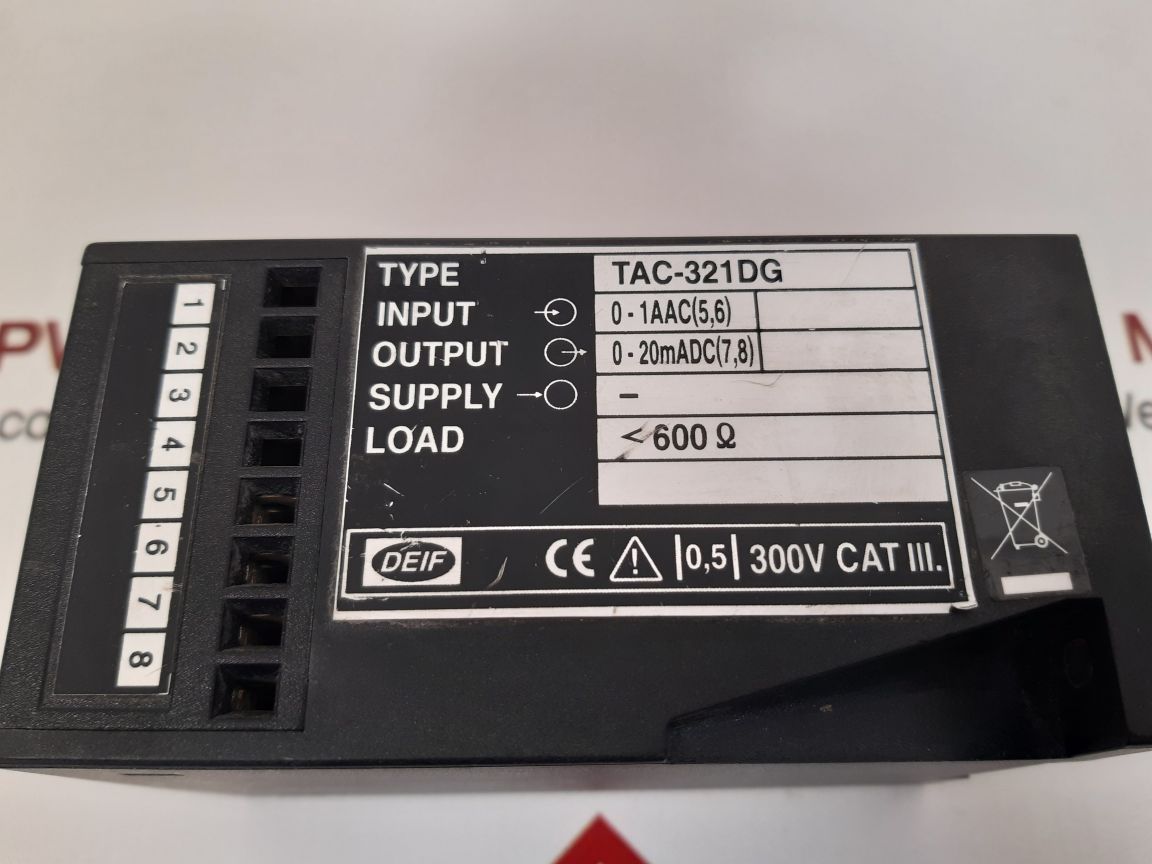 TYPE TAC-321DG
INPUT 0 - 1AAC(5,6)
OUTPUT 0 - 20mADC(7,8)
SUPPLY -
LOAD < 600 Ω
DEIF CE 0,5 300V CAT III.
1
2
3
4
5
6
7
8